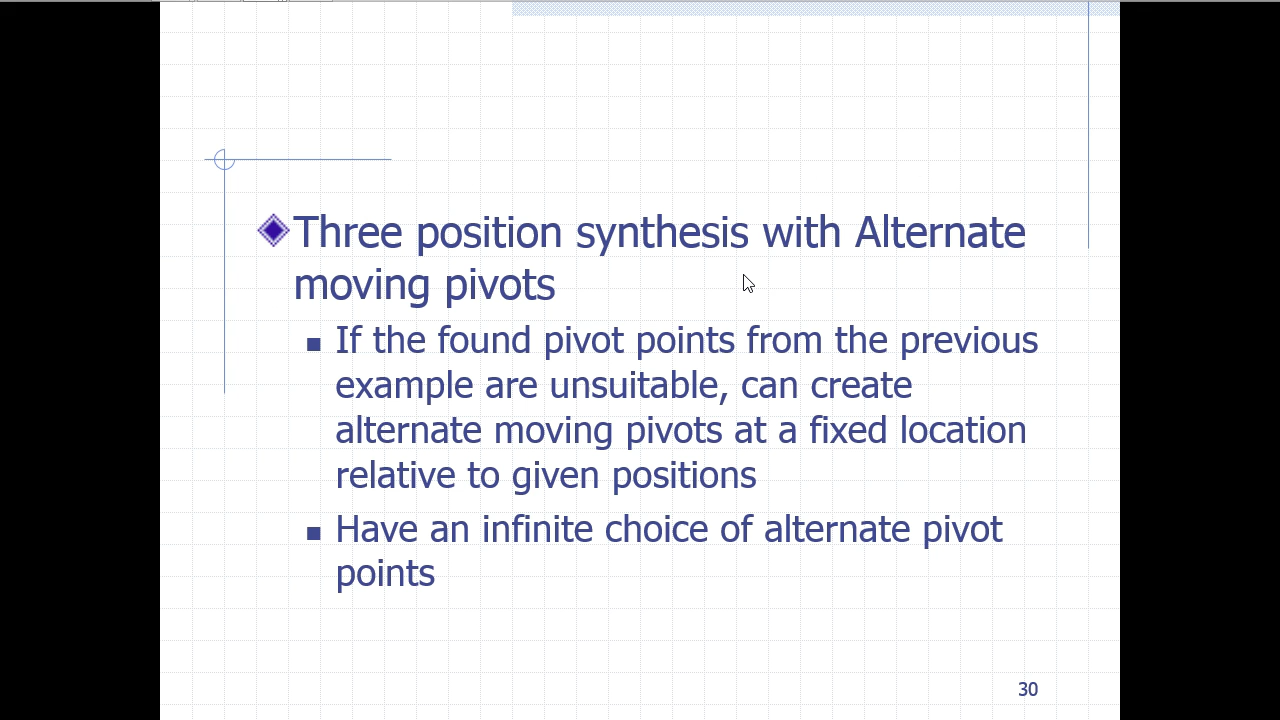 Three position synthesis with Alternate
moving pivots
If the found pivot points from the previous
example are unsuitable, can create
alternate moving pivots at a fixed location
relative to given positions
Have an infinite choice of alternate pivot
points
30